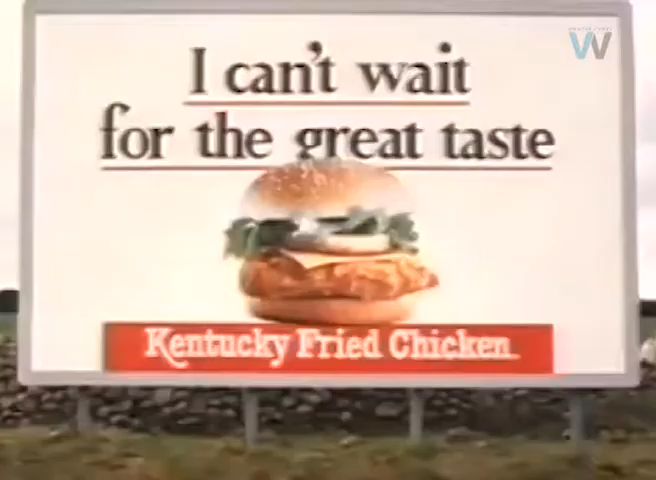 I can't wait
for the great taste
Kentucky Fried Chicken.